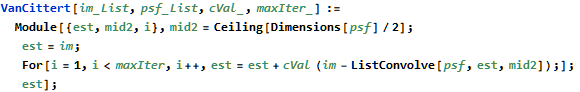 VanCittert[im_List, psf_List, cVal_, maxIter_] :=
Module[{est, mid2, i}, mid2 = Ceiling[Dimensions[psf] / 2];
est = im;
For[i = 1, i < maxIter, i++, est = est + cVal (im - ListConvolve[psf, est, mid2]);];
est];